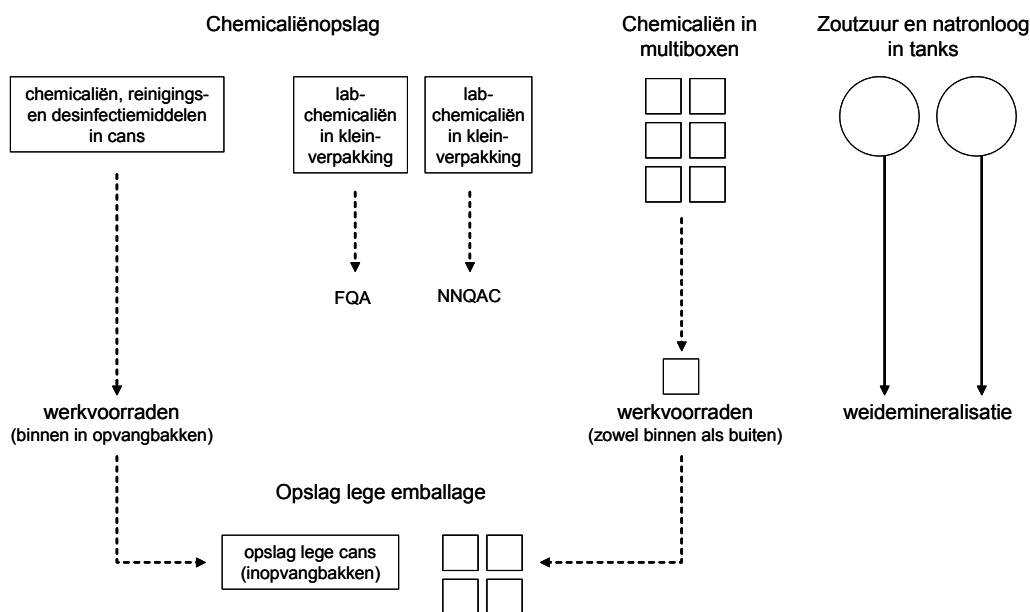 Chemicaliënopslag
Chemicaliën in
multiboxen
Zoutzuur en natronloog
in tanks
chemicaliën, reinigings-
en desinfectiemiddelen
in cans
lab-
chemicaliën
in klein-
verpakking
lab-
chemicaliën
in klein-
verpakking
FQA
NNQAC
werkvoorraden
(binnen in opvangbakken)
werkvoorraden
(zowel binnen als buiten)
weidemineralisatie
Opslag lege emballage
opslag lege cans
(inopvangbakken)